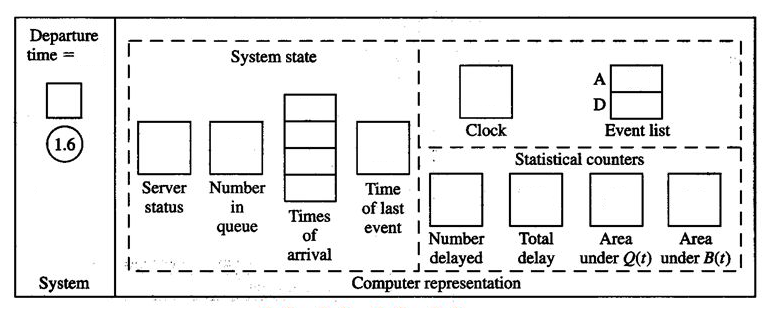 Departure
time =
1.6
System
System state
Server
status
Number
in
queue
Times
of
arrival
Time
of last
event
Clock
A
D
Event list
Statistical counters
Number
delayed
Total
delay
Area
under Q(t)
Area
under B(t)
Computer representation